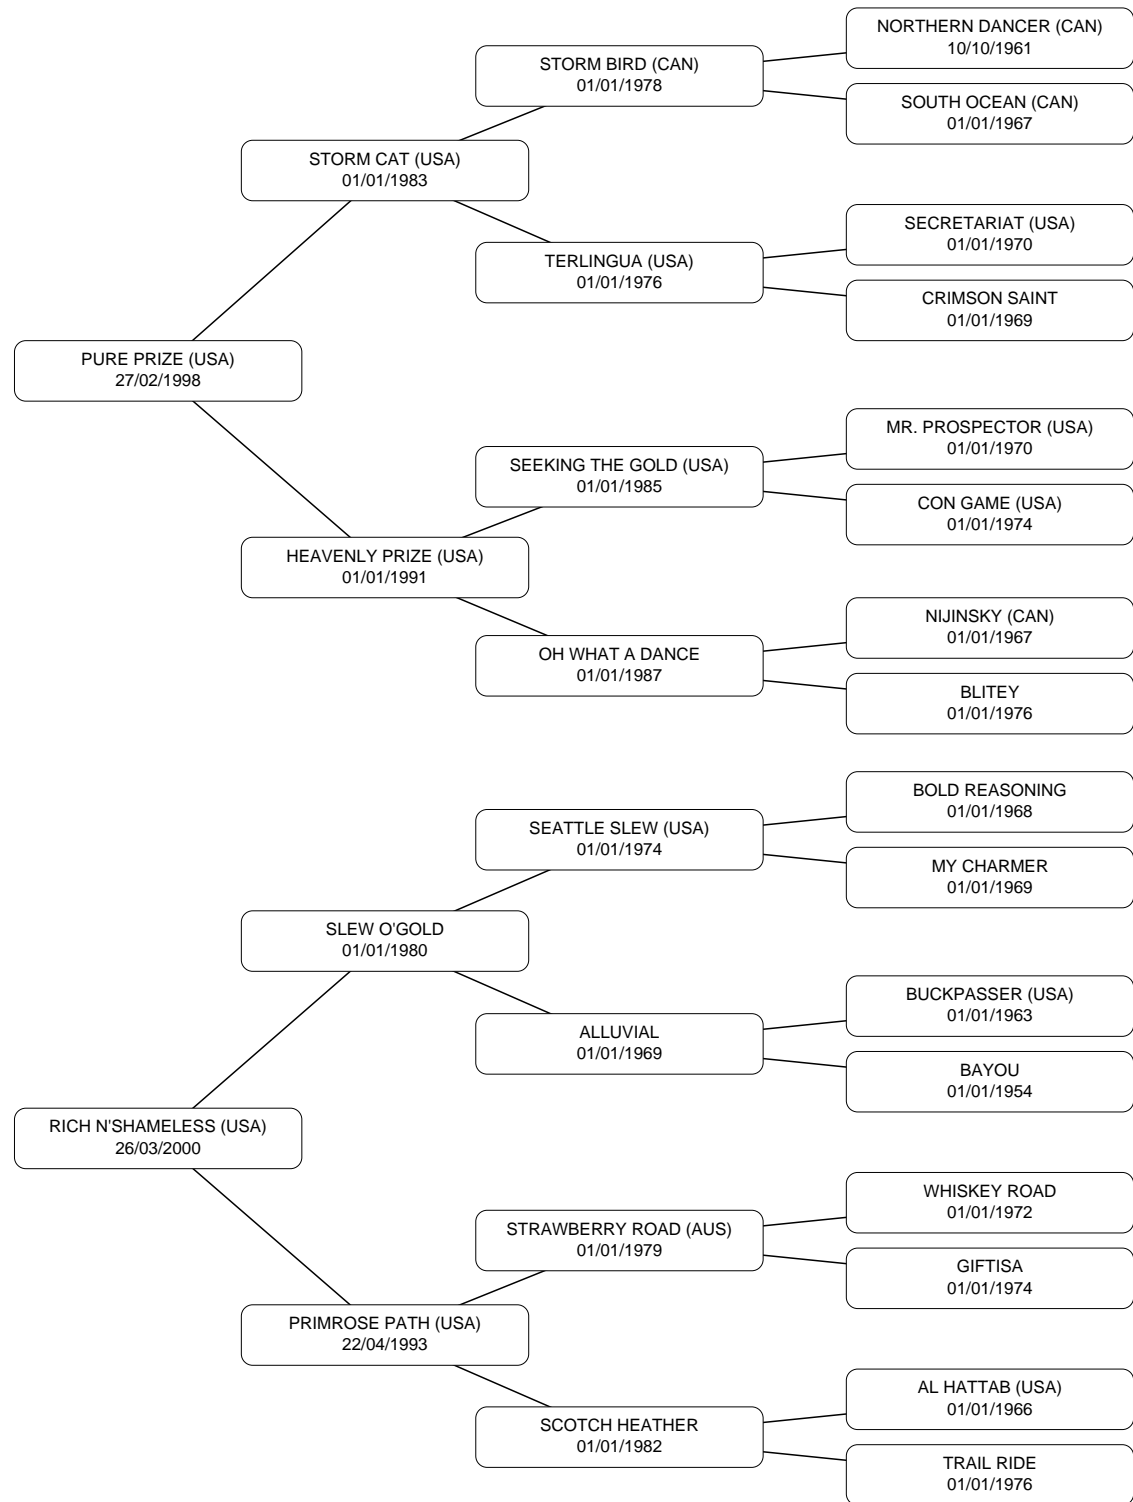 NORTHERN DANCER (CAN)
10/10/1961
STORM BIRD (CAN)
01/01/1978
SOUTH OCEAN (CAN)
01/01/1967
STORM CAT (USA)
01/01/1983
SECRETARIAT (USA)
01/01/1970
TERLINGUA (USA)
01/01/1976
CRIMSON SAINT
01/01/1969
PURE PRIZE (USA)
27/02/1998
MR. PROSPECTOR (USA)
01/01/1970
SEEKING THE GOLD (USA)
01/01/1985
CON GAME (USA)
01/01/1974
HEAVENLY PRIZE (USA)
01/01/1991
NIJINSKY (CAN)
01/01/1967
OH WHAT A DANCE
01/01/1987
BLITEY
01/01/1976
BOLD REASONING
01/01/1968
SEATTLE SLEW (USA)
01/01/1974
MY CHARMER
01/01/1969
SLEW O'GOLD
01/01/1980
BUCKPASSER (USA)
01/01/1963
ALLUVIAL
01/01/1969
BAYOU
01/01/1954
RICH N'SHAMELESS (USA)
26/03/2000
WHISKEY ROAD
01/01/1972
STRAWBERRY ROAD (AUS)
01/01/1979
GIFTISA
01/01/1974
PRIMROSE PATH (USA)
22/04/1993
AL HATTAB (USA)
01/01/1966
SCOTCH HEATHER
01/01/1982
TRAIL RIDE
01/01/1976